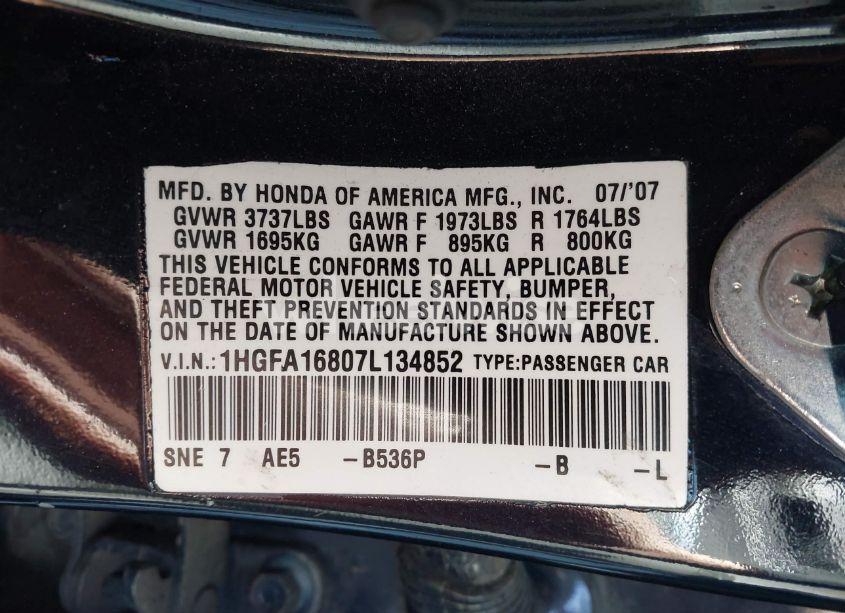 MFD. BY HONDA OF AMERICA MFG., INC. 07/'07
GVWR 3737LBS GAWR F 1973LBS R 1764LBS
GVWR 1695KG GAWR F 895KG R 800KG
THIS VEHICLE CONFORMS TO ALL APPLICABLE
FEDERAL MOTOR VEHICLE SAFETY, BUMPER,
AND THEFT PREVENTION STANDARDS IN EFFECT
ON THE DATE OF MANUFACTURE SHOWN ABOVE.
V.I.N.: 1HGFA16807L134852 TYPE:PASSENGER CAR
SNE 7 AE5 -B536P -B -L